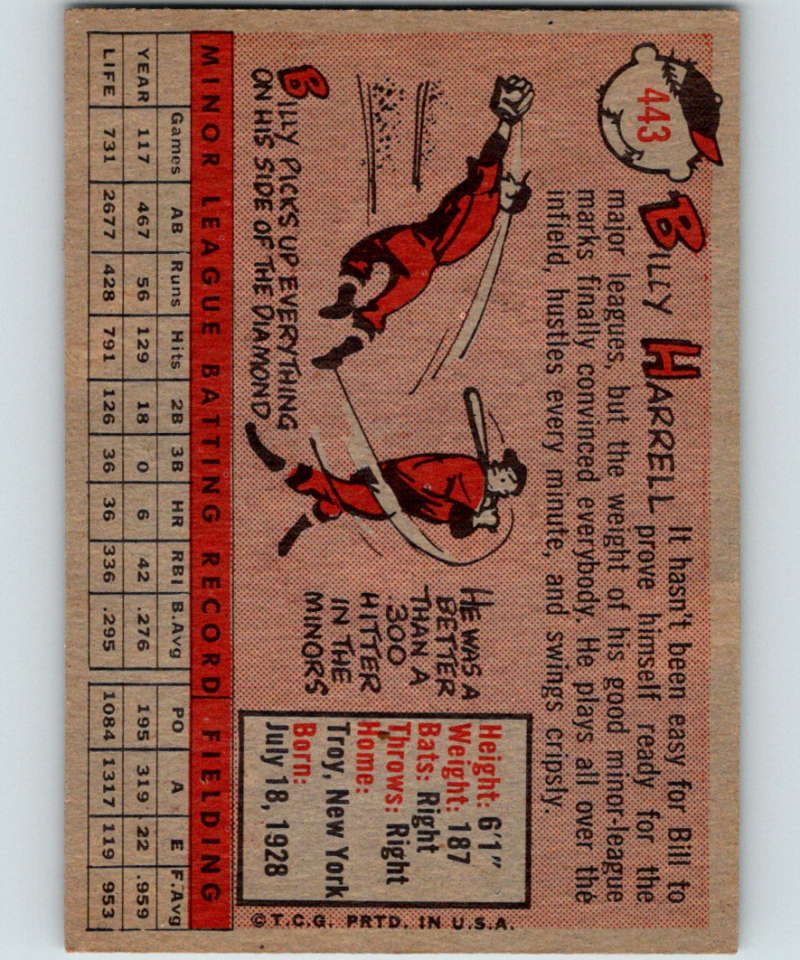 443
BILLY HARRELL
It hasn't been easy for Bill to
prove himself ready for the
major leagues, but the weight of his good minor-league
marks finally convinced everybody. He plays all over the
infield, hustles every minute, and swings cripsly.
BILLY PICKS UP EVERYTHING
ON HIS SIDE OF THE DIAMOND
HE WAS A
BETTER
THAN A
.300
HITTER
IN THE
MINORS
Height: 6'1"
Weight: 187
Bats: Right
Throws: Right
Home:
Troy, New York
Born:
July 18, 1928
© T.C.G. PRTD. IN U.S.A.
MINOR LEAGUE BATTING RECORD FIELDING
Games AB Runs Hits 2B 3B HR RBI B.Avg PO A E F.Avg
YEAR 117 467 56 129 18 0 6 42 .276 195 319 22 .959
LIFE 731 2677 428 791 126 36 36 336 .295 1084 1317 119 953